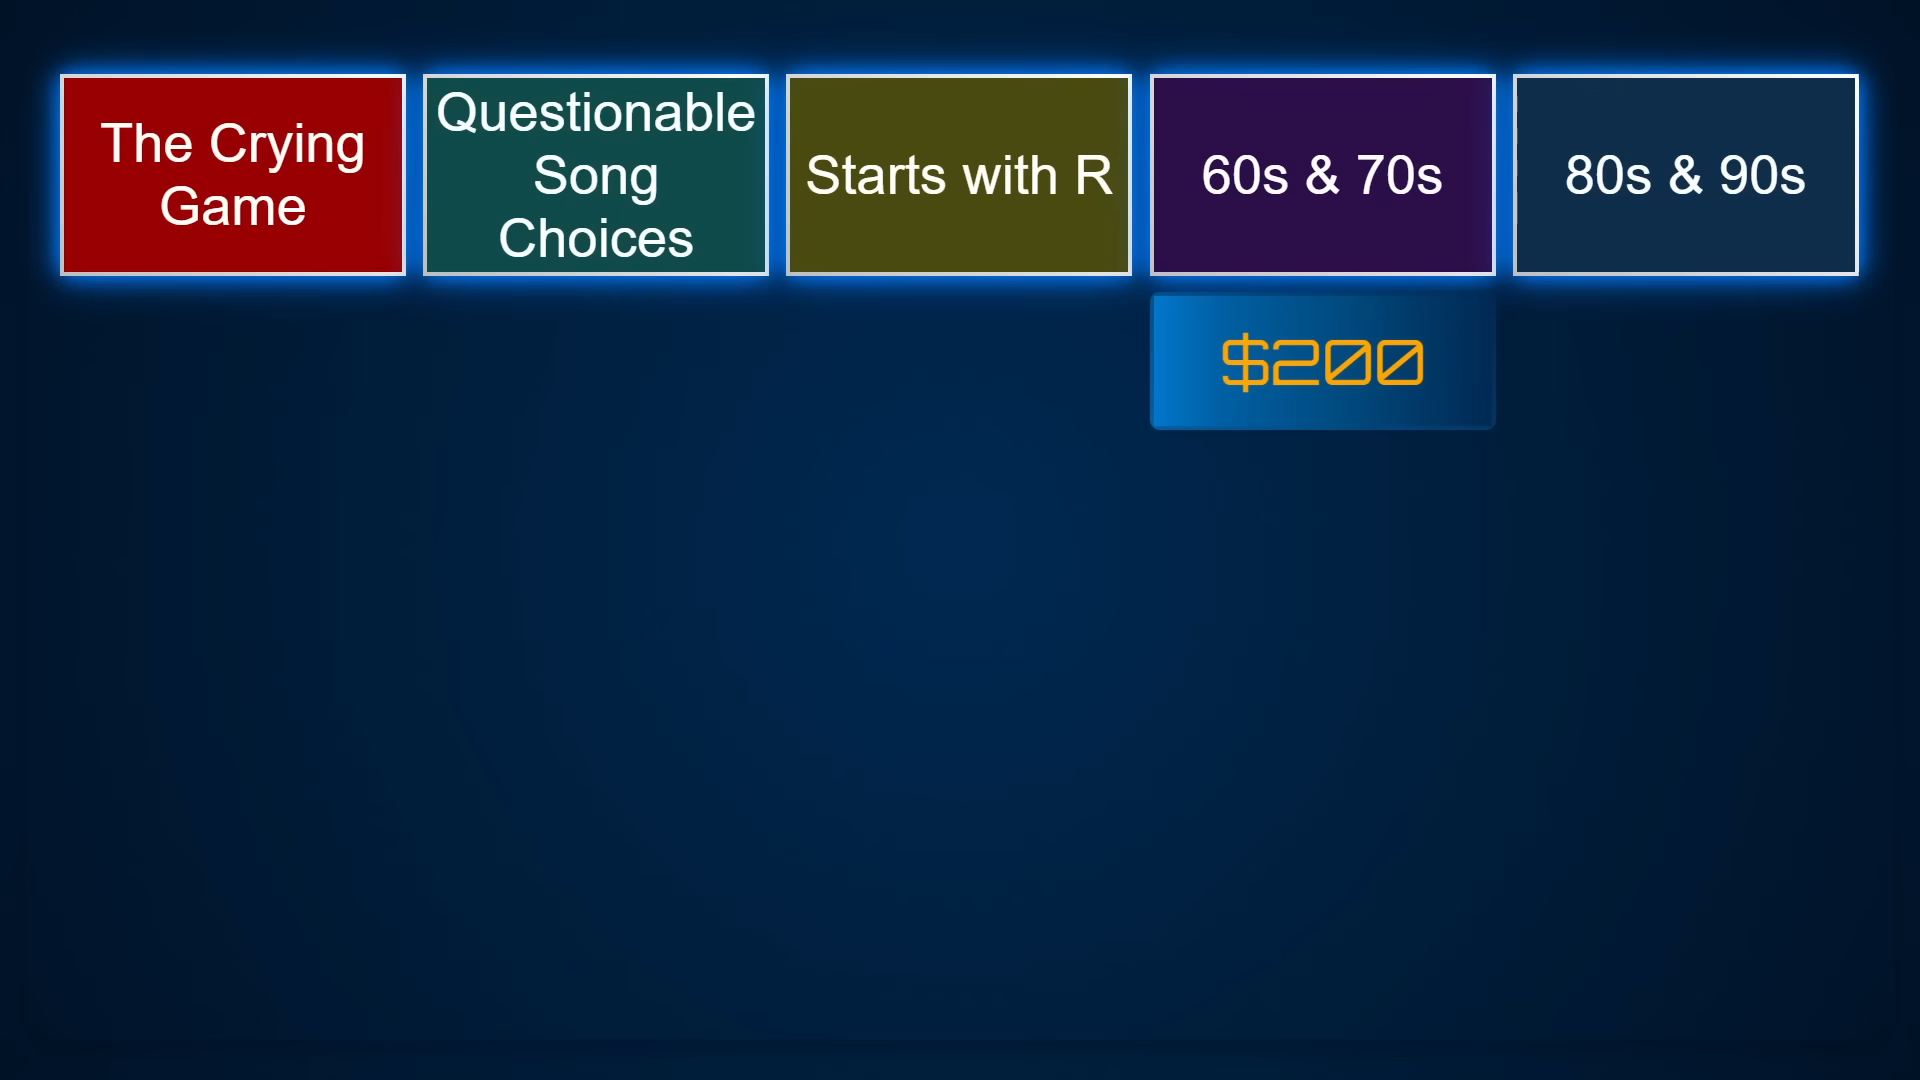 The Crying
Game
Questionable
Song
Choices
Starts with R
60s & 70s
80s & 90s
$200